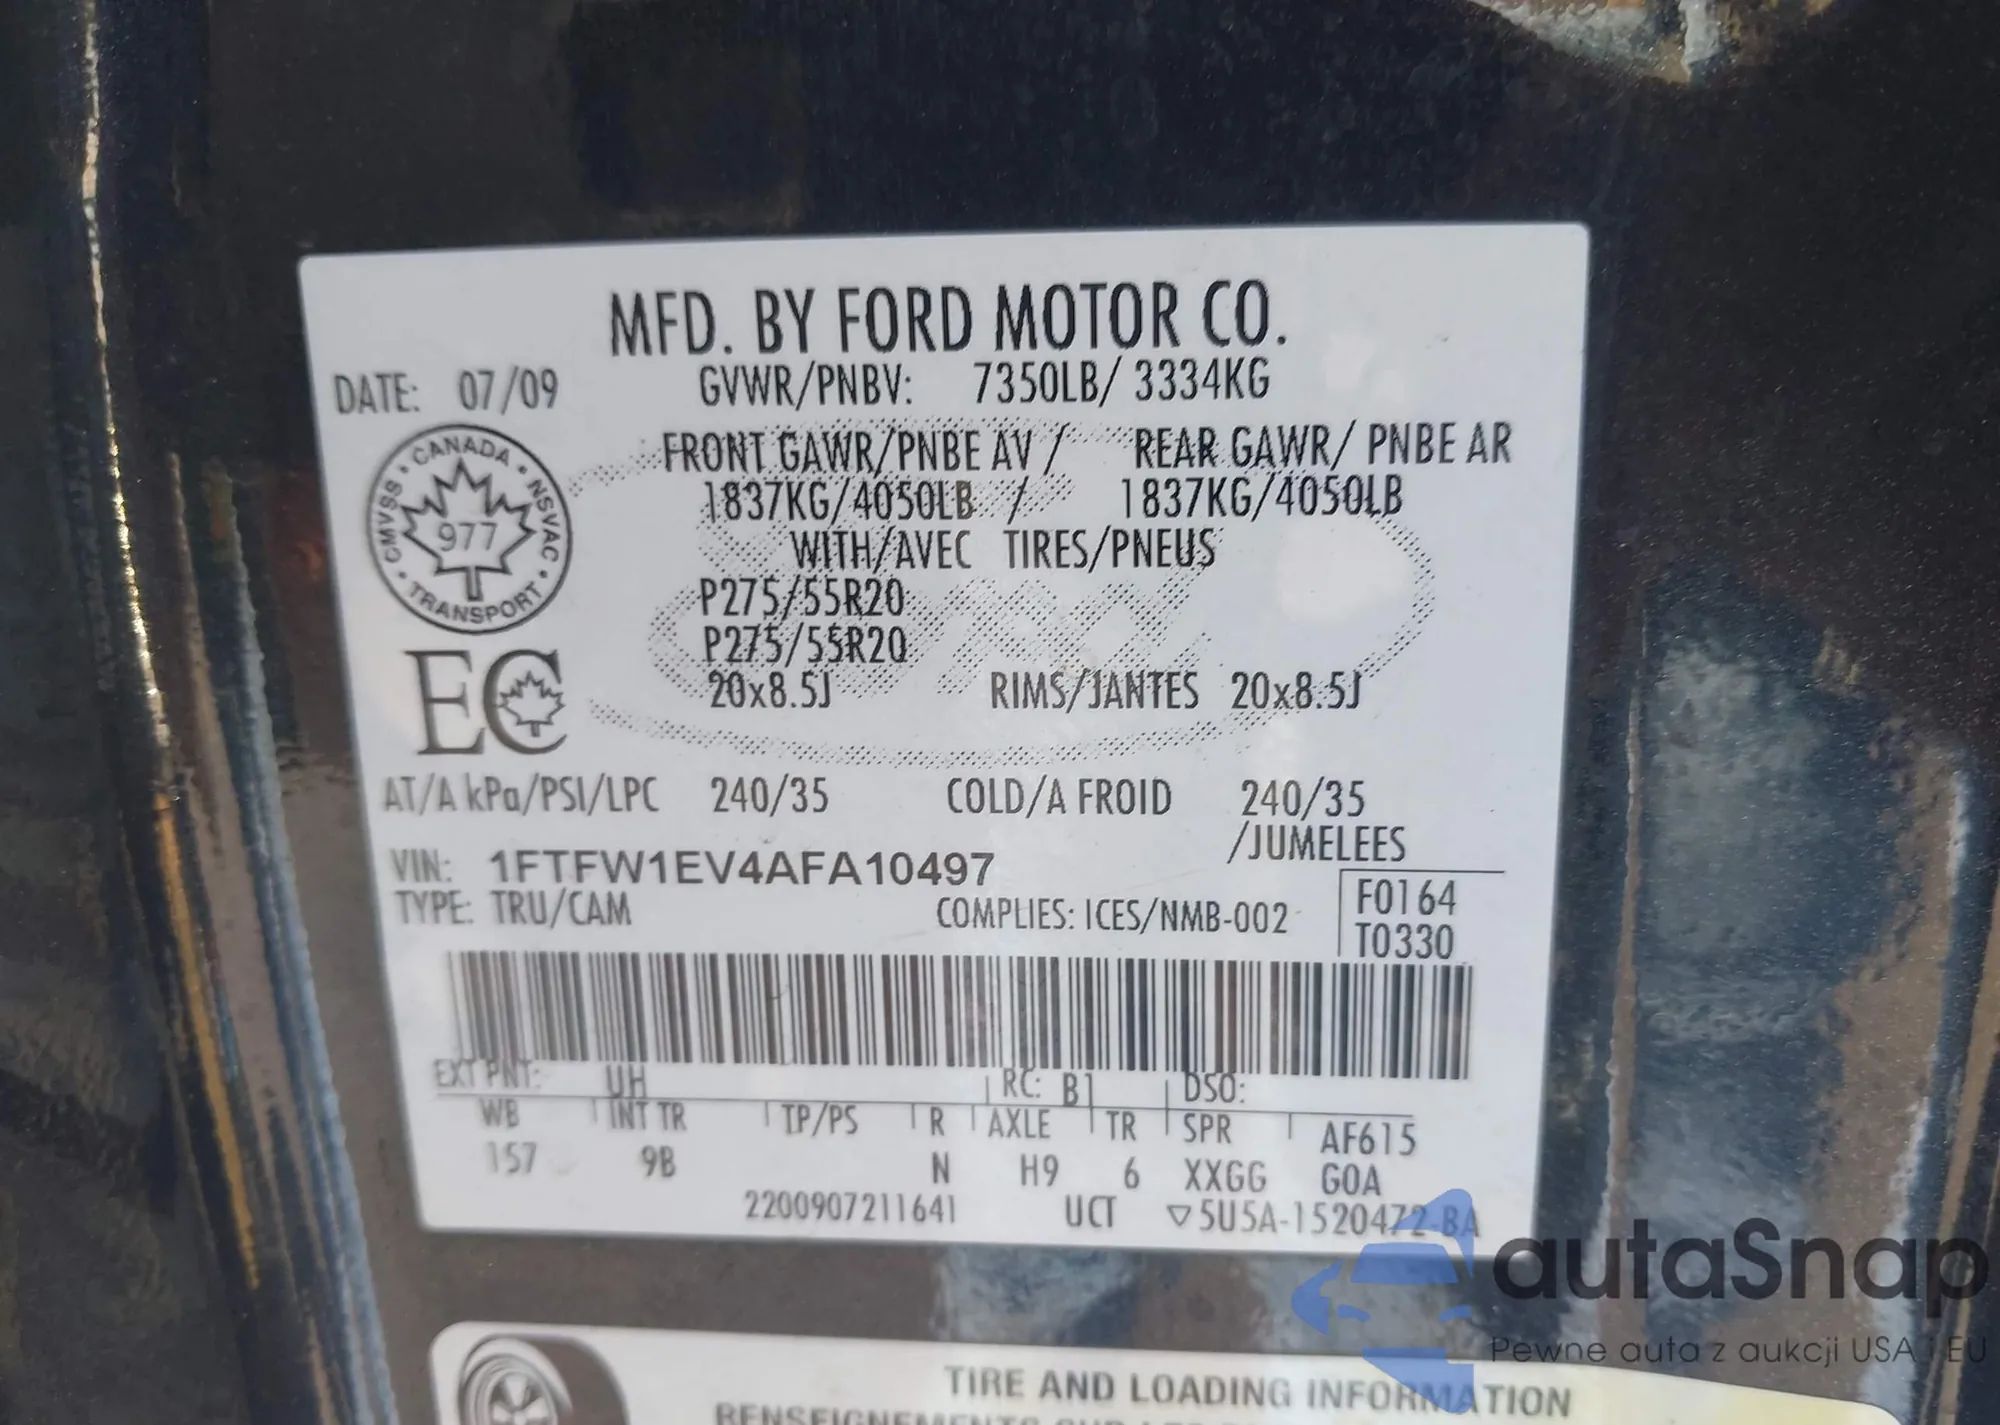 MFD. BY FORD MOTOR CO.
DATE: 07/09 GVWR/PNBV: 7350LB/ 3334KG
FRONT GAWR/PNBE AV / REAR GAWR/ PNBE AR
1837KG/4050LB / 1837KG/4050LB
WITH/AVEC TIRES/PNEUS
P275/55R20
P275/55R20
20x8.5J RIMS/JANTES 20x8.5J
CANADA • NSVAC • TRANSPORT • CMVSS •
977
EC
AT/A kPa/PSI/LPC 240/35 COLD/A FROID 240/35
/JUMELEES
VIN: 1FTFW1EV4AFA10497
TYPE: TRU/CAM COMPLIES: ICES/NMB-002
F0164
T0330
EXT PNT: UH RC: B1 DSO:
WB INT TR TP/PS R AXLE TR SPR AF615
157 9B N H9 6 XXGG GOA
2200907211641 UCT ▽5U5A-1520472-BA
autaSnap
Pewne auta z aukcji USA i EU
TIRE AND LOADING INFORMATION
RENSEIGNEMENTS SUR LES